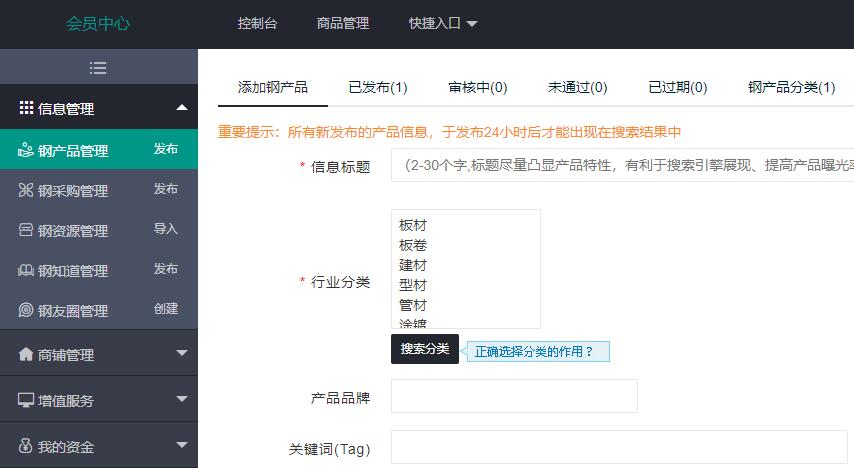 会员中心
控制台 商品管理 快捷入口
信息管理
钢产品管理 发布
钢采购管理 发布
钢资源管理 导入
钢知道管理 发布
钢友圈管理 创建
商铺管理
增值服务
我的资金
添加钢产品 已发布(1) 审核中(0) 未通过(0) 已过期(0) 钢产品分类(1)
重要提示：所有新发布的产品信息，于发布24小时后才能出现在搜索结果中
* 信息标题 （2-30个字,标题尽量凸显产品特性，有利于搜索引擎展现、提高产品曝光率
* 行业分类
板材
板卷
建材
型材
管材
涂镀
搜索分类 正确选择分类的作用？
产品品牌
关键词(Tag)